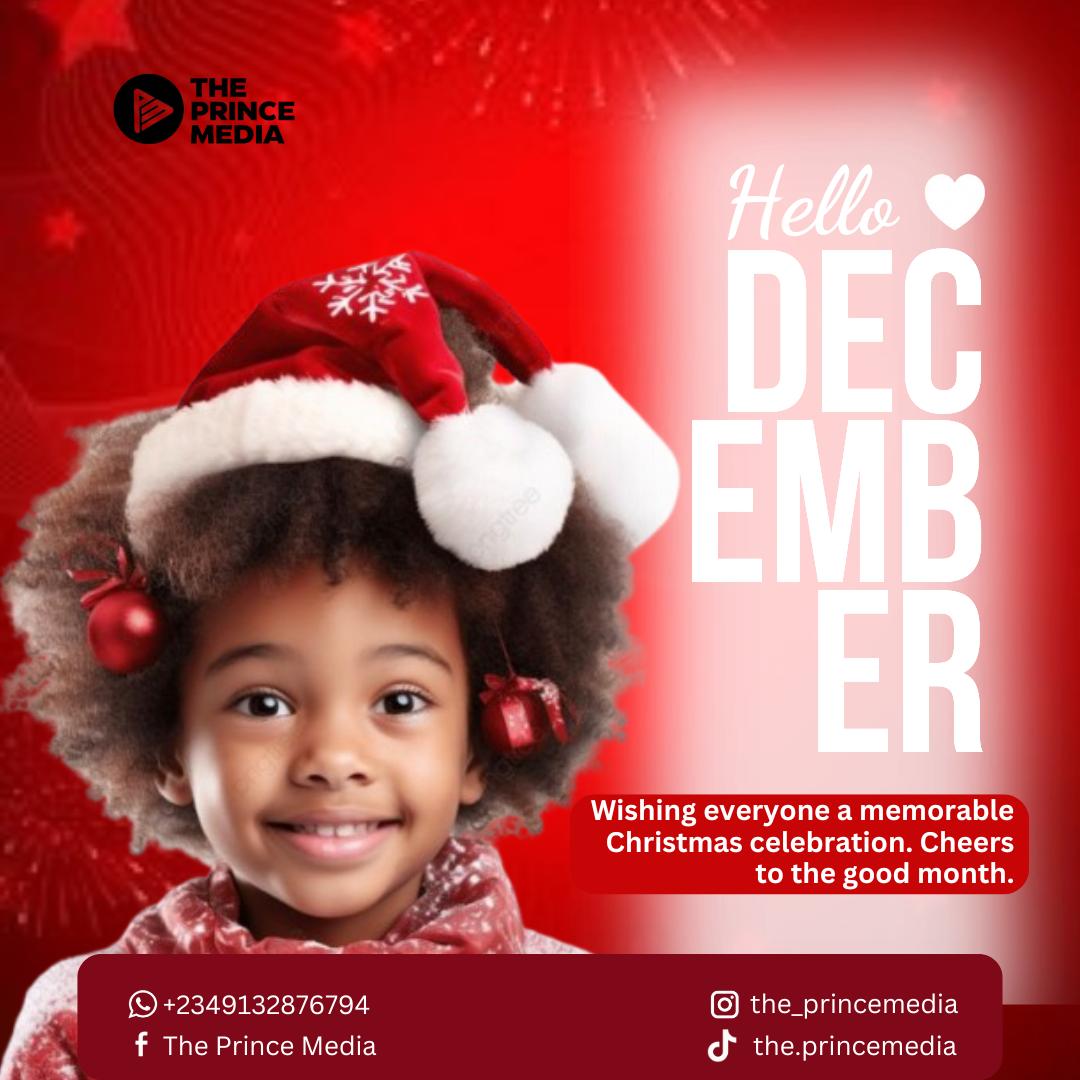 THE
PRINCE
MEDIA
Hello
DEC
EMB
ER
Wishing everyone a memorable
Christmas celebration. Cheers
to the good month.
+2349132876794
The Prince Media
the_princemedia
the.princemedia